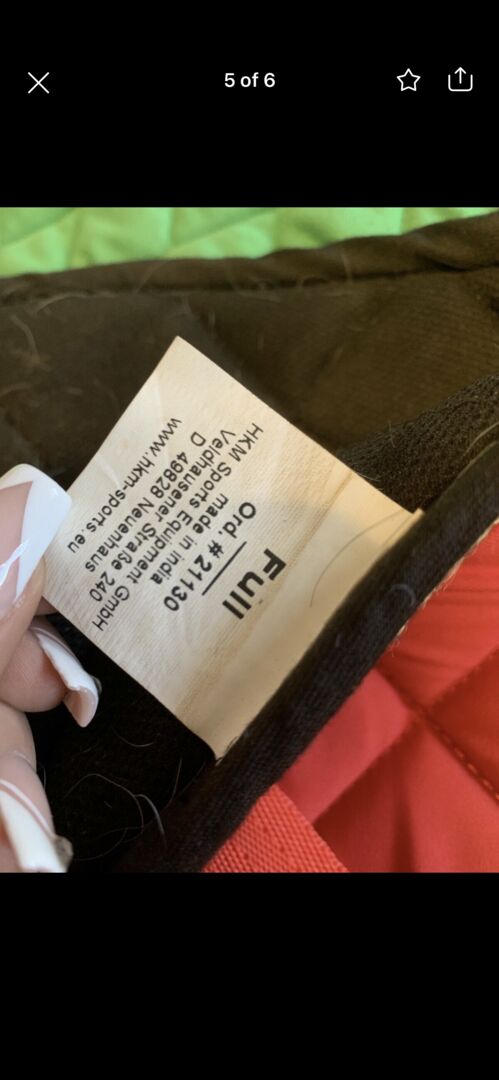 5 of 6
Full
Ord.#21130
made in india
HKM Sports Equipment GmbH
Veldhausener Straße 240
D 49828 Neuenhaus
www.hkm-sports.eu